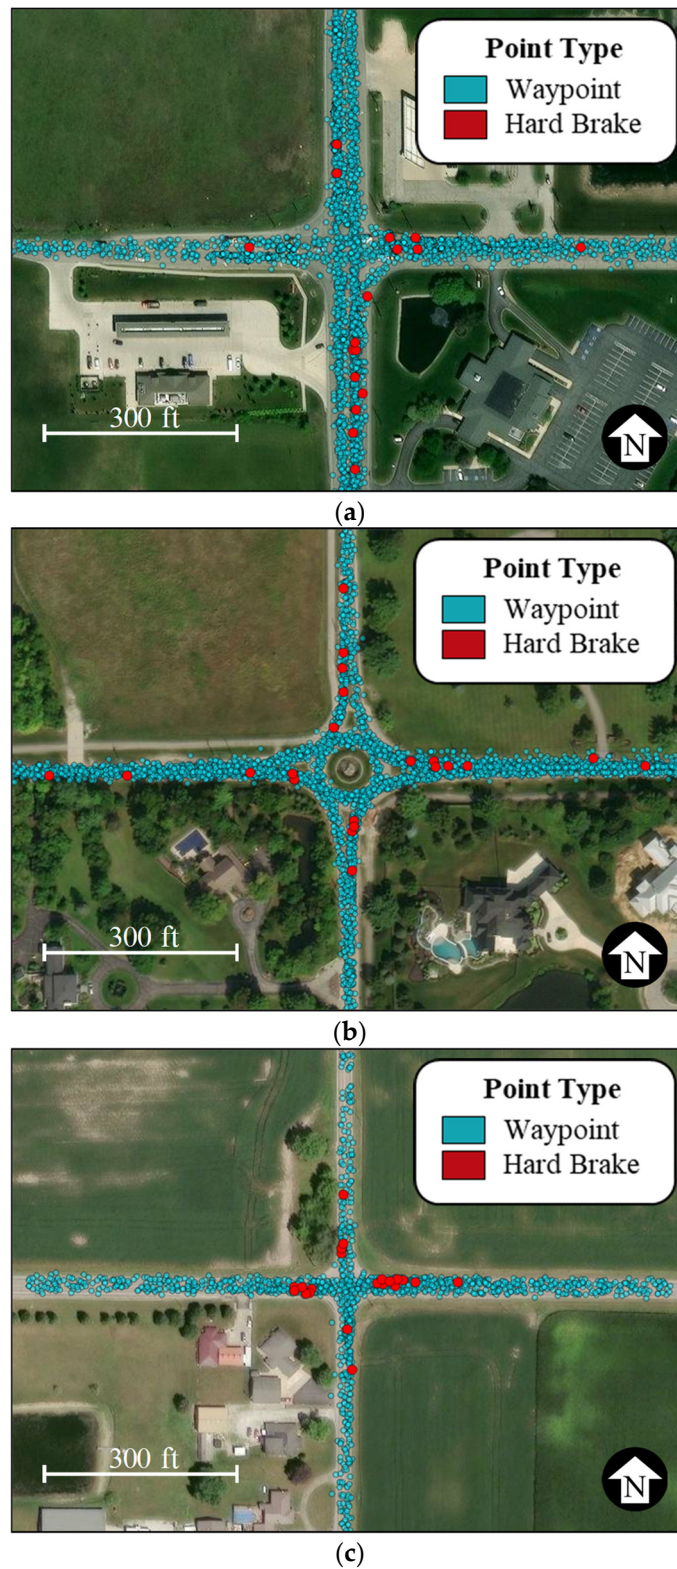 Point Type
Waypoint
Hard Brake
300 ft
N
(a)
Point Type
Waypoint
Hard Brake
300 ft
N
(b)
Point Type
Waypoint
Hard Brake
300 ft
N
(c)